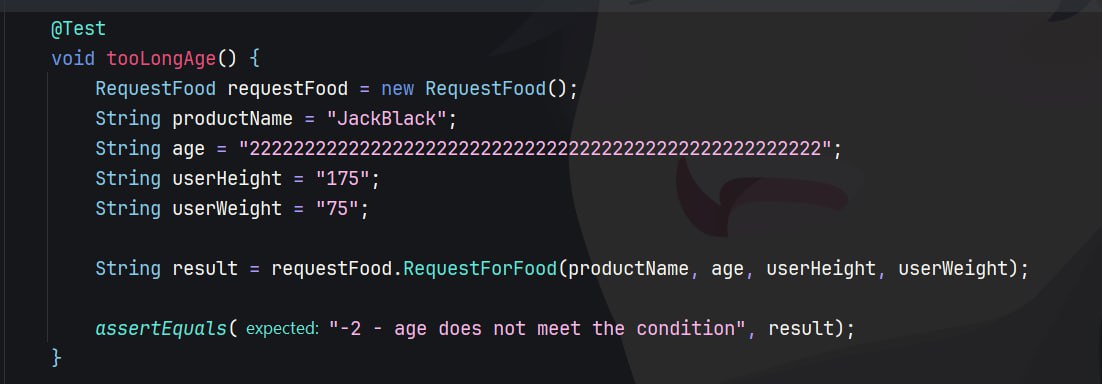 @Test
void tooLongAge() {
RequestFood requestFood = new RequestFood();
String productName = "JackBlack";
String age = "2222222222222222222222222222222222222222222222222222";
String userHeight = "175";
String userWeight = "75";
String result = requestFood.RequestForFood(productName, age, userHeight, userWeight);
assertEquals( expected: "-2 - age does not meet the condition", result);
}